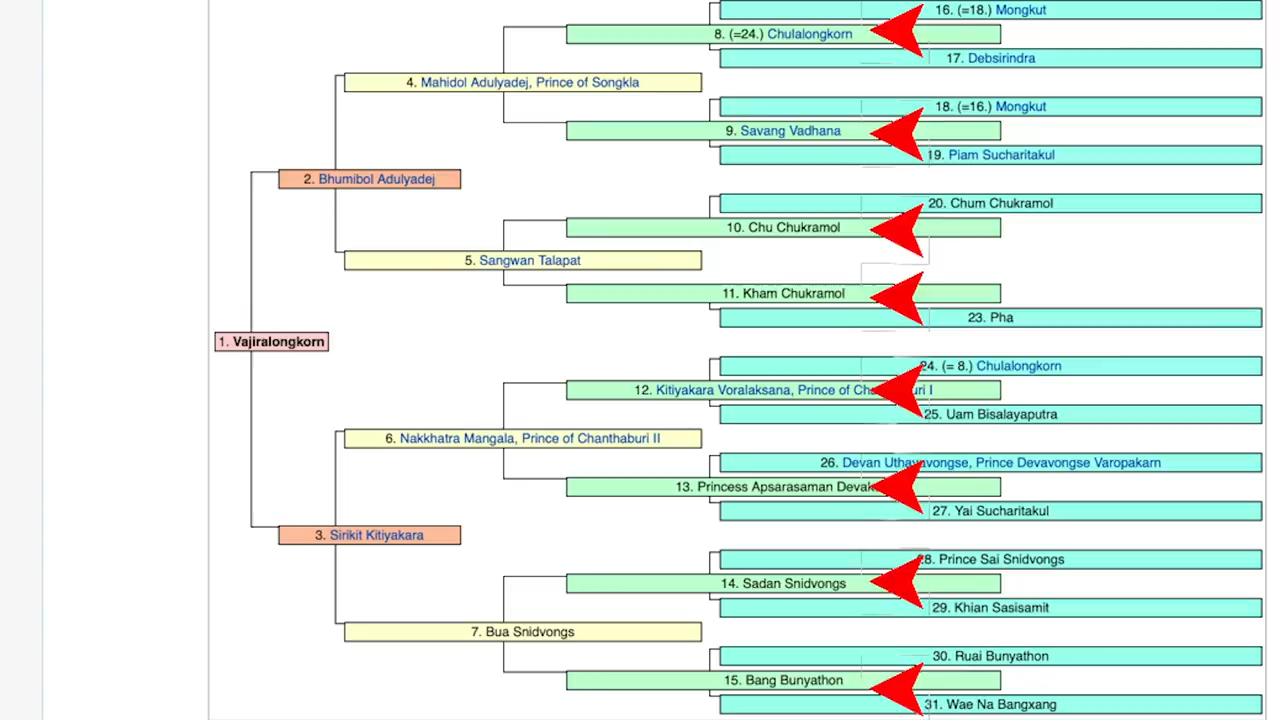 16. (=18.) Mongkut
8. (=24.) Chulalongkorn
17. Debsirindra
4. Mahidol Adulyadej, Prince of Songkla
18. (=16.) Mongkut
9. Savang Vadhana
19. Piam Sucharitakul
2. Bhumibol Adulyadej
20. Chum Chukramol
10. Chu Chukramol
5. Sangwan Talapat
11. Kham Chukramol
23. Pha
1. Vajiralongkorn
24. (= 8.) Chulalongkorn
12. Kitiyakara Voralaksana, Prince of I
25. Uam Bisalayaputra
6. Nakkhatra Mangala, Prince of Chanthaburi II
26. Devan Uthayavongse, Prince Devavongse Varopakarn
13. Princess Apsarasaman
27. Yai Sucharitakul
3. Sirikit Kitiyakara
28. Prince Sai Snidvongs
14. Sadan Snidvongs
29. Khian Sasisamit
7. Bua Snidvongs
30. Ruai Bunyathon
15. Bang Bunyathon
31. Wae Na Bangxang